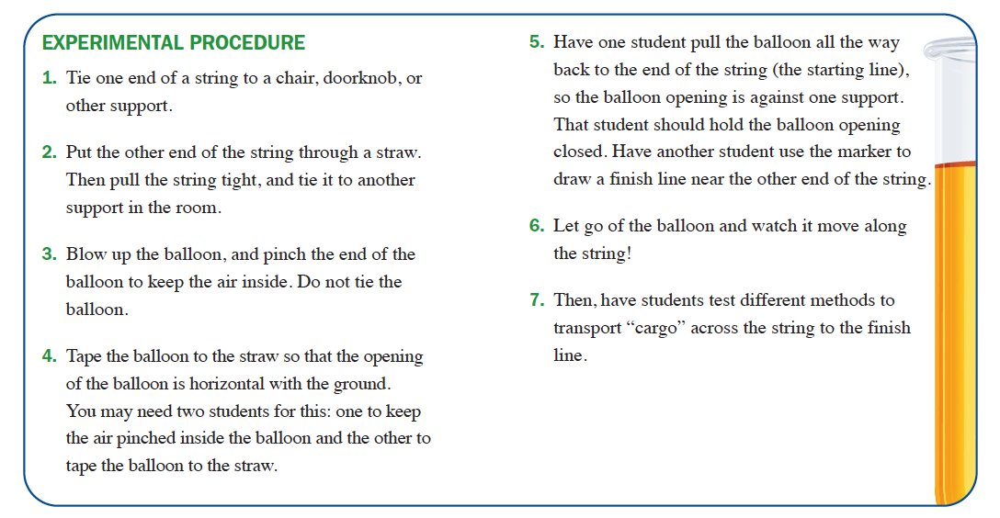 EXPERIMENTAL PROCEDURE
1. Tie one end of a string to a chair, doorknob, or
other support.
2. Put the other end of the string through a straw.
Then pull the string tight, and tie it to another
support in the room.
3. Blow up the balloon, and pinch the end of the
balloon to keep the air inside. Do not tie the
balloon.
4. Tape the balloon to the straw so that the opening
of the balloon is horizontal with the ground.
You may need two students for this: one to keep
the air pinched inside the balloon and the other to
tape the balloon to the straw.
5. Have one student pull the balloon all the way
back to the end of the string (the starting line),
so the balloon opening is against one support.
That student should hold the balloon opening
closed. Have another student use the marker to
draw a finish line near the other end of the string.
6. Let go of the balloon and watch it move along
the string!
7. Then, have students test different methods to
transport “cargo” across the string to the finish
line.